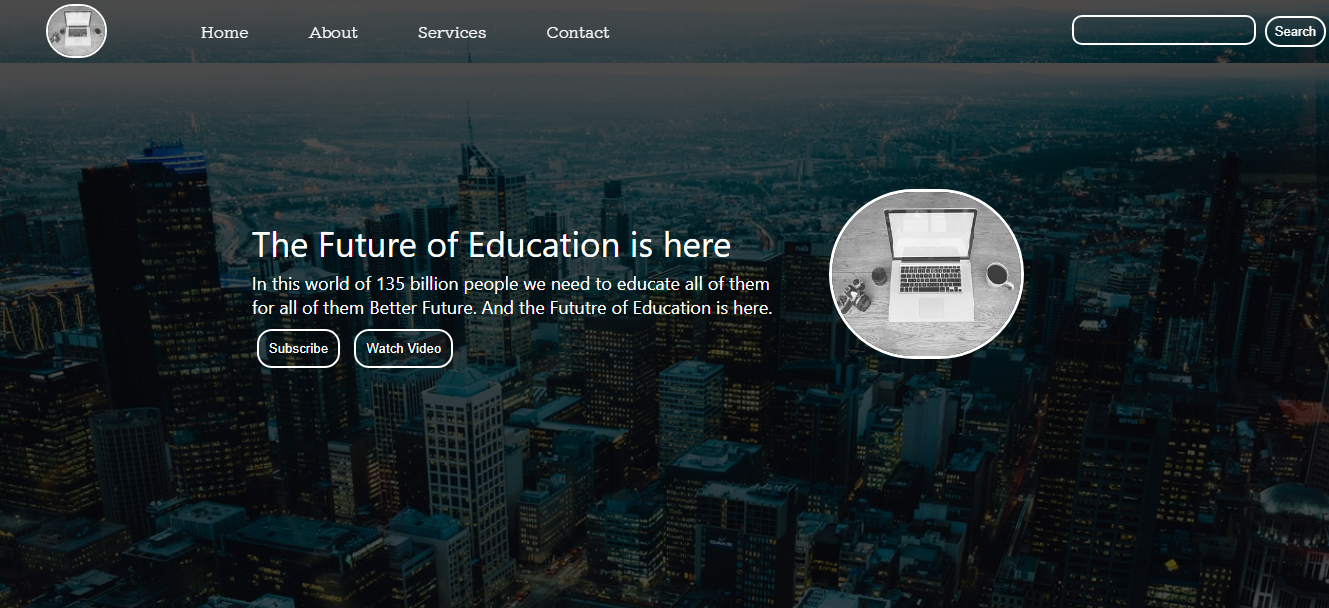 Home
About
Services
Contact
Search
The Future of Education is here
In this world of 135 billion people we need to educate all of them
for all of them Better Future. And the Fututre of Education is here.
Subscribe
Watch Video